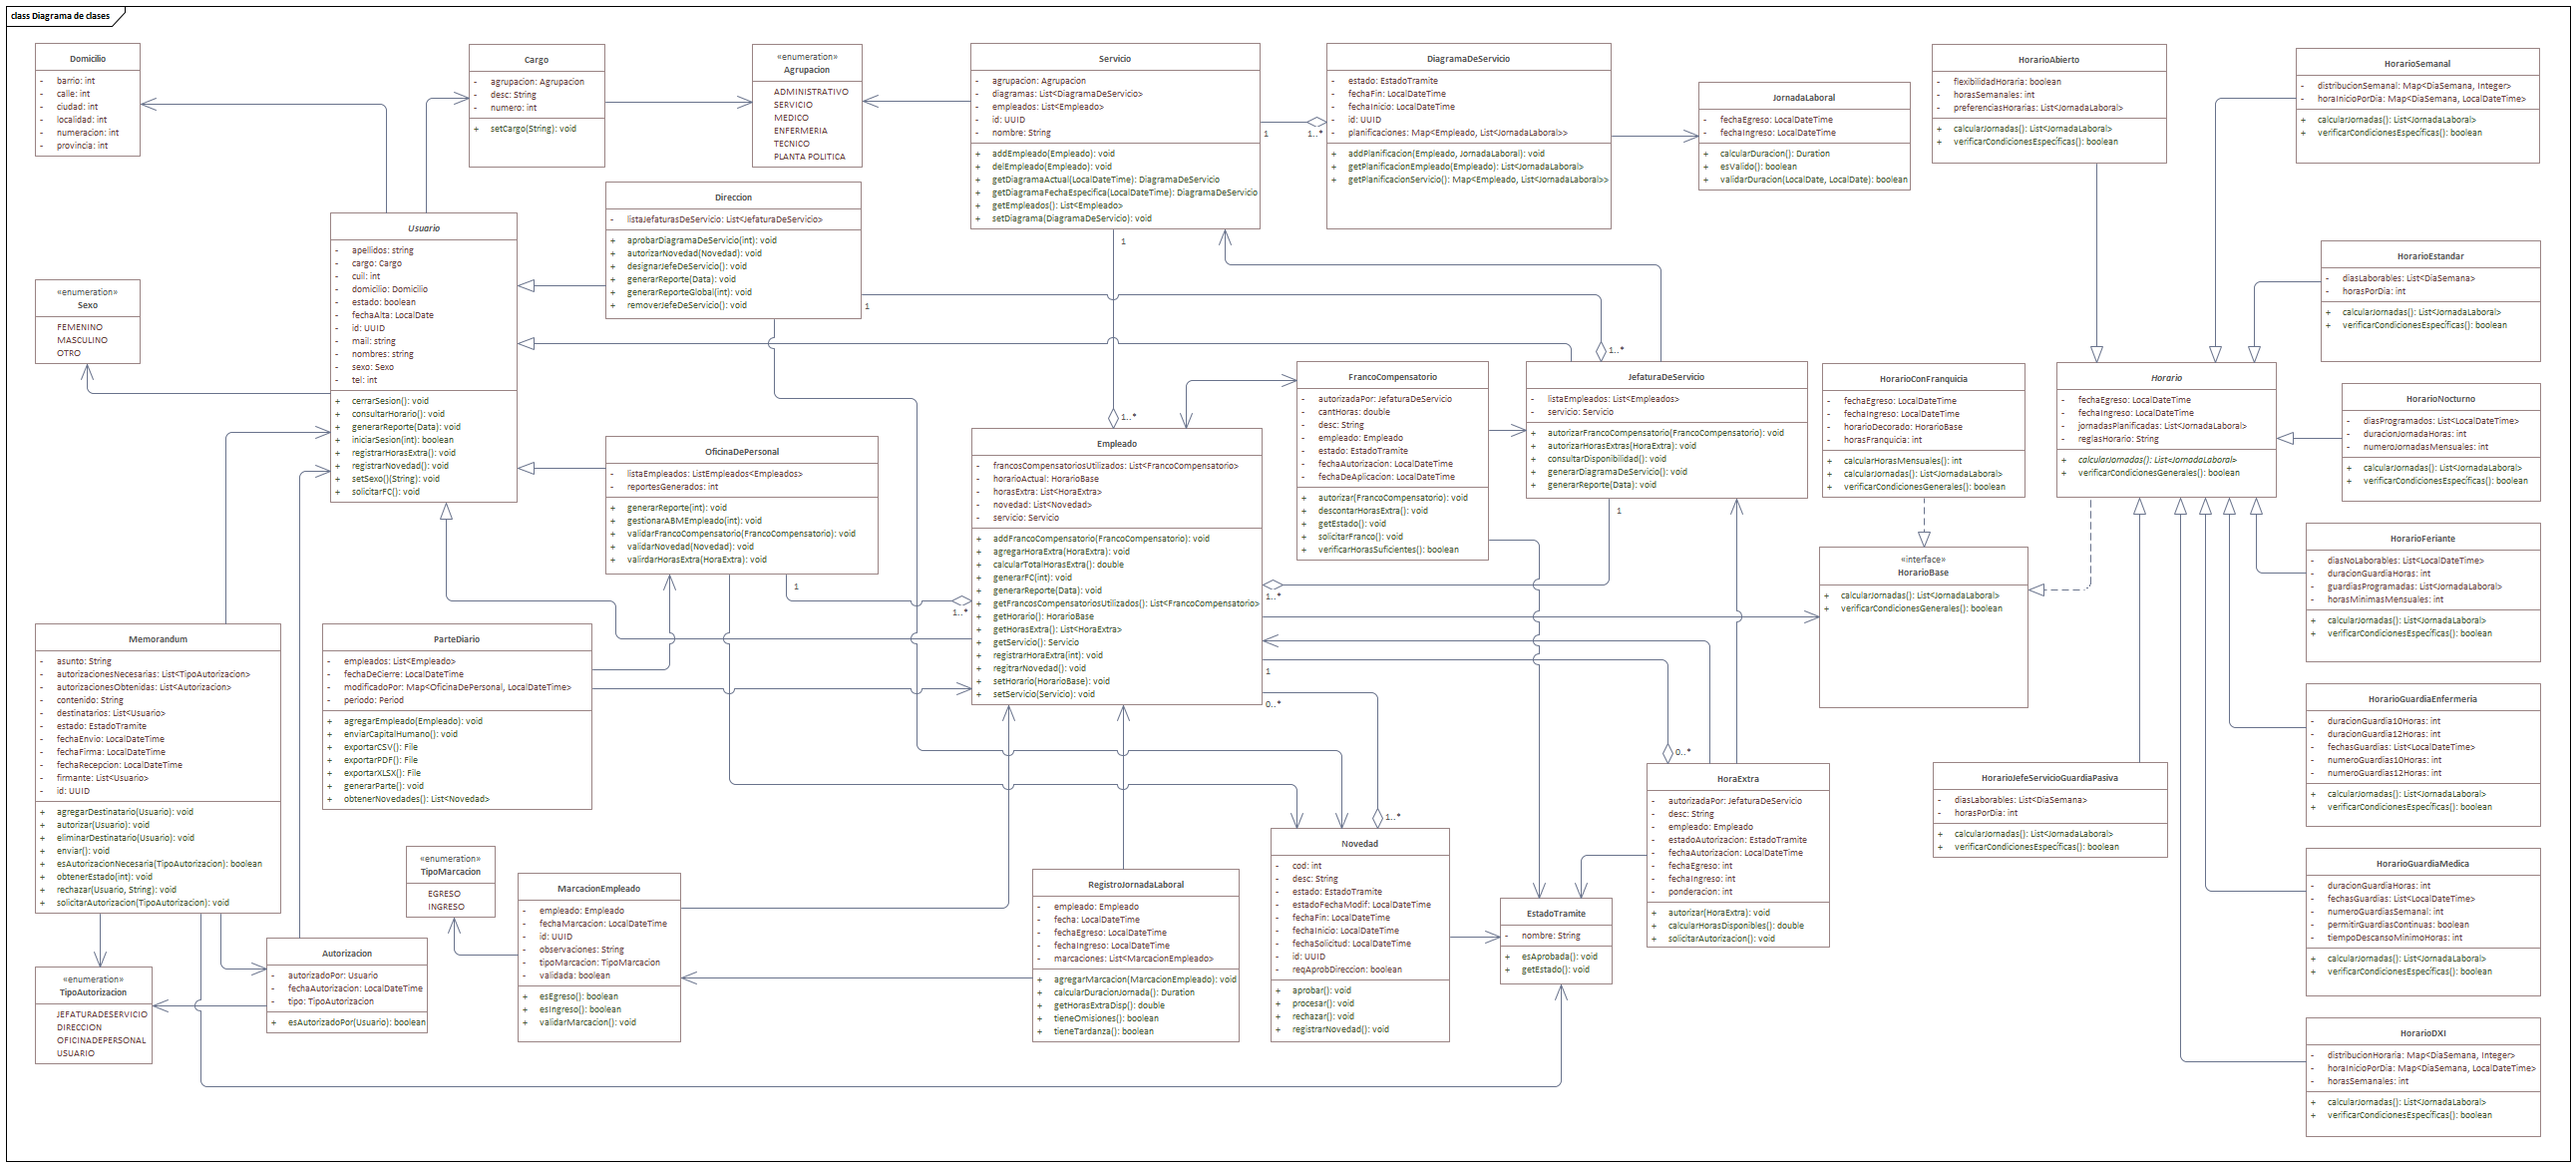 class Diagrama de clases
Domicilio
- barrio: int
- calle: int
- ciudad: int
- localidad: int
- numeracion: int
- provincia: int
Cargo
- agrupacion: Agrupacion
- desc: String
- numero: int
+ setCargo(String): void
«enumeration»
Agrupacion
ADMINISTRATIVO
SERVICIO
MEDICO
ENFERMERIA
TECNICO
PLANTA POLITICA
Servicio
- agrupacion: Agrupacion
- diagramas: List<DiagramaDeServicio>
- empleados: List<Empleado>
- id: UUID
- nombre: String
+ addEmpleado(Empleado): void
+ delEmpleado(Empleado): void
+ getDiagramaActual(LocalDateTime): DiagramaDeServicio
+ getDiagramaFechaEspecifica(LocalDateTime): DiagramaDeServicio
+ getEmpleados(): List<Empleado>
+ setDiagrama(DiagramaDeServicio): void
1
1..*
1
DiagramaDeServicio
- estado: EstadoTramite
- fechaFin: LocalDateTime
- fechaInicio: LocalDateTime
- id: UUID
- planificaciones: Map<Empleado, List<JornadaLaboral>>
+ addPlanificacion(Empleado, JornadaLaboral): void
+ getPlanificacionEmpleado(Empleado): List<JornadaLaboral>
+ getPlanificacionServicio(): Map<Empleado, List<JornadaLaboral>>
JornadaLaboral
- fechaEgreso: LocalDateTime
- fechaIngreso: LocalDateTime
+ calcularDuracion(): Duration
+ esValido(): boolean
+ validarDuracion(LocalDate, LocalDate): boolean
HorarioAbierto
- flexibilidadHoraria: boolean
- horasSemanales: int
- preferenciasHorarias: List<JornadaLaboral>
+ calcularJornadas(): List<JornadaLaboral>
+ verificarCondicionesEspecíficas(): boolean
HorarioSemanal
- distribucionSemanal: Map<DiaSemana, Integer>
- horaInicioPorDia: Map<DiaSemana, LocalDateTime>
+ calcularJornadas(): List<JornadaLaboral>
+ verificarCondicionesEspecíficas(): boolean
Direccion
- listaJefaturasDeServicio: List<JefaturaDeServicio>
+ aprobarDiagramaDeServicio(int): void
+ autorizarNovedad(Novedad): void
+ designarJefeDeServicio(): void
+ generarReporte(Data): void
+ generarReporteGlobal(int): void
+ removerJefeDeServicio(): void
1
1..*
Usuario
- apellidos: string
- cargo: Cargo
- cuil: int
- domicilio: Domicilio
- estado: boolean
- fechaAlta: LocalDate
- id: UUID
- mail: string
- nombres: string
- sexo: Sexo
- tel: int
+ cerrarSesion(): void
+ consultarHorario(): void
+ generarReporte(Data): void
+ iniciarSesion(int): boolean
+ registrarHorasExtra(): void
+ registrarNovedad(): void
+ setSexo()(String): void
+ solicitarFC(): void
«enumeration»
Sexo
FEMENINO
MASCULINO
OTRO
HorarioEstandar
- diasLaborables: List<DiaSemana>
- horasPorDia: int
+ calcularJornadas(): List<JornadaLaboral>
+ verificarCondicionesEspecíficas(): boolean
FrancoCompensatorio
- autorizadaPor: JefaturaDeServicio
- cantHoras: double
- desc: String
- empleado: Empleado
- estado: EstadoTramite
- fechaAutorizacion: LocalDateTime
- fechaDeAplicacion: LocalDateTime
+ autorizar(FrancoCompensatorio): void
+ descontarHorasExtra(): void
+ getEstado(): void
+ solicitarFranco(): void
+ verificarHorasSuficientes(): boolean
JefaturaDeServicio
- listaEmpleados: List<Empleados>
- servicio: Servicio
+ autorizarFrancoCompensatorio(FrancoCompensatorio): void
+ autorizarHorasExtras(HoraExtra): void
+ consultarDisponibilidad(): void
+ generarDiagramaDeServicio(): void
+ generarReporte(Data): void
1
1..*
HorarioConFranquicia
- fechaEgreso: LocalDateTime
- fechaIngreso: LocalDateTime
- horarioDecorado: HorarioBase
- horasFranquicia: int
+ calcularHorasMensuales(): int
+ calcularJornadas(): List<JornadaLaboral>
+ verificarCondicionesGenerales(): boolean
Horario
- fechaEgreso: LocalDateTime
- fechaIngreso: LocalDateTime
- jornadasPlanificadas: List<JornadaLaboral>
- reglasHorario: String
+ calcularJornadas(): List<JornadaLaboral>
+ verificarCondicionesGenerales(): boolean
HorarioNocturno
- diasProgramados: List<LocalDateTime>
- duracionJornadaHoras: int
- numeroJornadasMensuales: int
+ calcularJornadas(): List<JornadaLaboral>
+ verificarCondicionesEspecíficas(): boolean
OficinaDePersonal
- listaEmpleados: ListEmpleados<Empleados>
- reportesGenerados: int
+ generarReporte(int): void
+ gestionarABMEmpleado(int): void
+ validarFrancoCompensatorio(FrancoCompensatorio): void
+ validarNovedad(Novedad): void
+ valirdarHorasExtra(HoraExtra): void
1
1..*
1..*
Empleado
- francosCompensatoriosUtilizados: List<FrancoCompensatorio>
- horarioActual: HorarioBase
- horasExtra: List<HoraExtra>
- novedad: List<Novedad>
- servicio: Servicio
+ addFrancoCompensatorio(FrancoCompensatorio): void
+ agregarHoraExtra(HoraExtra): void
+ calcularTotalHorasExtra(): double
+ generarFC(int): void
+ generarReporte(Data): void
+ getFrancosCompensatoriosUtilizados(): List<FrancoCompensatorio>
+ getHorario(): HorarioBase
+ getHorasExtra(): List<HoraExtra>
+ getServicio(): Servicio
+ registrarHoraExtra(int): void
+ regitrarNovedad(): void
+ setHorario(HorarioBase): void
+ setServicio(Servicio): void
1
0..*
«interface»
HorarioBase
+ calcularJornadas(): List<JornadaLaboral>
+ verificarCondicionesGenerales(): boolean
HorarioFeriante
- diasNoLaborables: List<LocalDateTime>
- duracionGuardiaHoras: int
- guardiasProgramadas: List<JornadaLaboral>
- horasMinimasMensuales: int
+ calcularJornadas(): List<JornadaLaboral>
+ verificarCondicionesEspecíficas(): boolean
Memorandum
- asunto: String
- autorizacionesNecesarias: List<TipoAutorizacion>
- autorizacionesObtenidas: List<Autorizacion>
- contenido: String
- destinatarios: List<Usuario>
- estado: EstadoTramite
- fechaEnvio: LocalDateTime
- fechaFirma: LocalDateTime
- fechaRecepcion: LocalDateTime
- firmante: List<Usuario>
- id: UUID
+ agregarDestinatario(Usuario): void
+ autorizar(Usuario): void
+ eliminarDestinatario(Usuario): void
+ enviar(): void
+ esAutorizacionNecesaria(TipoAutorizacion): boolean
+ obtenerEstado(int): void
+ rechazar(Usuario, String): void
+ solicitarAutorizacion(TipoAutorizacion): void
ParteDiario
- empleados: List<Empleado>
- fechaDeCierre: LocalDateTime
- modificadoPor: Map<OficinaDePersonal, LocalDateTime>
- periodo: Period
+ agregarEmpleado(Empleado): void
+ enviarCapitalHumano(): void
+ exportarCSV(): File
+ exportarPDF(): File
+ exportarXLSX(): File
+ generarParte(): void
+ obtenerNovedades(): List<Novedad>
HorarioGuardiaEnfermeria
- duracionGuardia10Horas: int
- duracionGuardia12Horas: int
- fechasGuardias: List<LocalDateTime>
- numeroGuardias10Horas: int
- numeroGuardias12Horas: int
+ calcularJornadas(): List<JornadaLaboral>
+ verificarCondicionesEspecíficas(): boolean
0..*
HoraExtra
- autorizadaPor: JefaturaDeServicio
- desc: String
- empleado: Empleado
- estadoAutorizacion: EstadoTramite
- fechaAutorizacion: LocalDateTime
- fechaEgreso: int
- fechaIngreso: int
- ponderacion: int
+ autorizar(HoraExtra): void
+ calcularHorasDisponibles(): double
+ solicitarAutorizacion(): void
HorarioJefeServicioGuardiaPasiva
- diasLaborables: List<DiaSemana>
- horasPorDia: int
+ calcularJornadas(): List<JornadaLaboral>
+ verificarCondicionesEspecíficas(): boolean
1..*
Novedad
- cod: int
- desc: String
- estado: EstadoTramite
- estadoFechaModif: LocalDateTime
- fechaFin: LocalDateTime
- fechaInicio: LocalDateTime
- fechaSolicitud: LocalDateTime
- id: UUID
- reqAprobDireccion: boolean
+ aprobar(): void
+ procesar(): void
+ rechazar(): void
+ registrarNovedad(): void
«enumeration»
TipoMarcacion
EGRESO
INGRESO
MarcacionEmpleado
- empleado: Empleado
- fechaMarcacion: LocalDateTime
- id: UUID
- observaciones: String
- tipoMarcacion: TipoMarcacion
- validada: boolean
+ esEgreso(): boolean
+ esIngreso(): boolean
+ validarMarcacion(): void
RegistroJornadaLaboral
- empleado: Empleado
- fecha: LocalDateTime
- fechaEgreso: LocalDateTime
- fechaIngreso: LocalDateTime
- marcaciones: List<MarcacionEmpleado>
+ agregarMarcacion(MarcacionEmpleado): void
+ calcularDuracionJornada(): Duration
+ getHorasExtraDisp(): double
+ tieneOmisiones(): boolean
+ tieneTardanza(): boolean
EstadoTramite
- nombre: String
+ esAprobada(): void
+ getEstado(): void
HorarioGuardiaMedica
- duracionGuardiaHoras: int
- fechasGuardias: List<LocalDateTime>
- numeroGuardiasSemanal: int
- permitirGuardiasContinuas: boolean
- tiempoDescansoMinimoHoras: int
+ calcularJornadas(): List<JornadaLaboral>
+ verificarCondicionesEspecíficas(): boolean
Autorizacion
- autorizadoPor: Usuario
- fechaAutorizacion: LocalDateTime
- tipo: TipoAutorizacion
+ esAutorizadoPor(Usuario): boolean
«enumeration»
TipoAutorizacion
JEFATURADESERVICIO
DIRECCION
OFICINADEPERSONAL
USUARIO
HorarioDXI
- distribucionHoraria: Map<DiaSemana, Integer>
- horaInicioPorDia: Map<DiaSemana, LocalDateTime>
- horasSemanales: int
+ calcularJornadas(): List<JornadaLaboral>
+ verificarCondicionesEspecíficas(): boolean